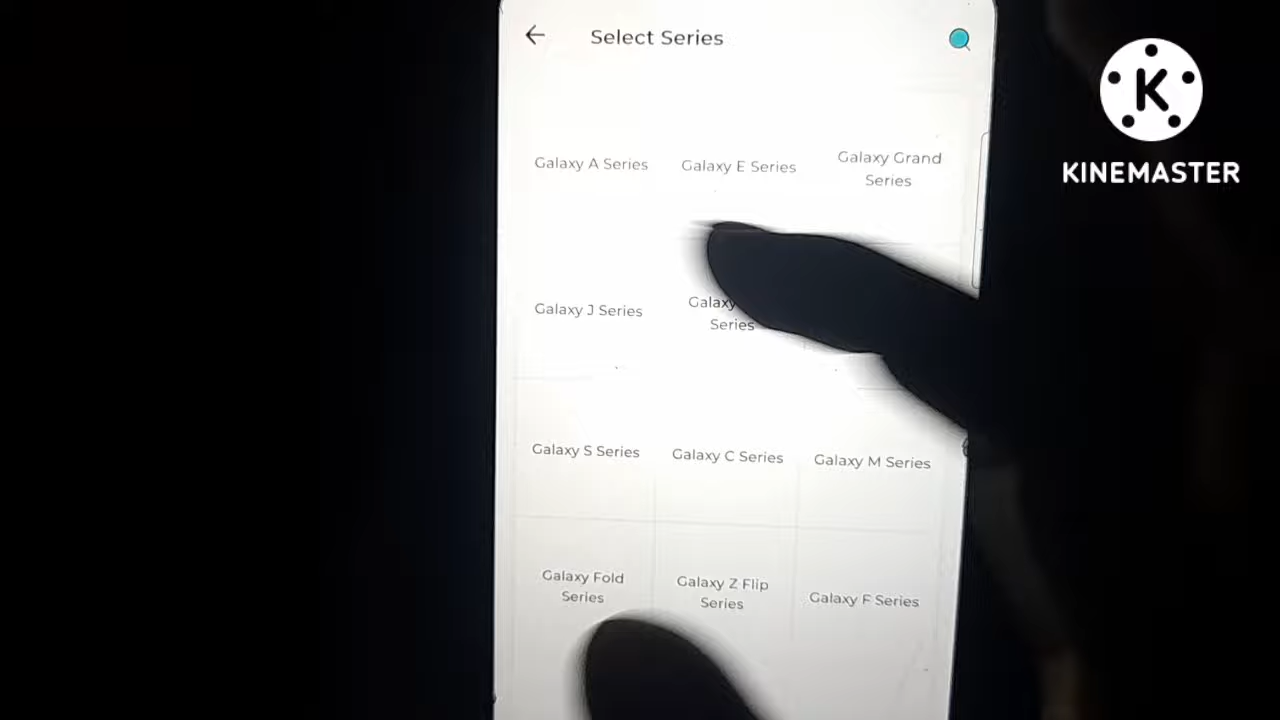 Select Series
Galaxy A Series
Galaxy E Series
Galaxy Grand
Series
Galaxy J Series
Galaxy
Series
Galaxy S Series
Galaxy C Series
Galaxy M Series
Galaxy Fold
Series
Galaxy Z Flip
Series
Galaxy F Series
K
KINEMASTER